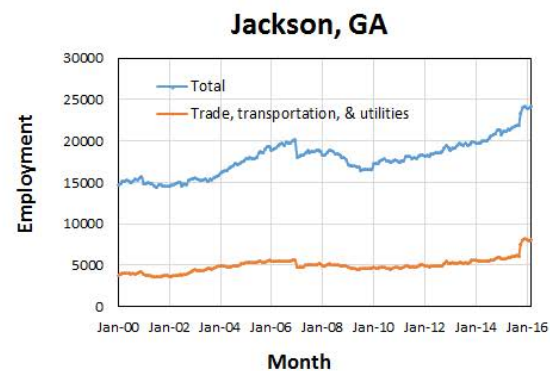 Jackson, GA
30000
25000
20000
15000
10000
5000
0
Employment
Total
Trade, transportation, & utilities
Jan-00 Jan-02 Jan-04 Jan-06 Jan-08 Jan-10 Jan-12 Jan-14 Jan-16
Month